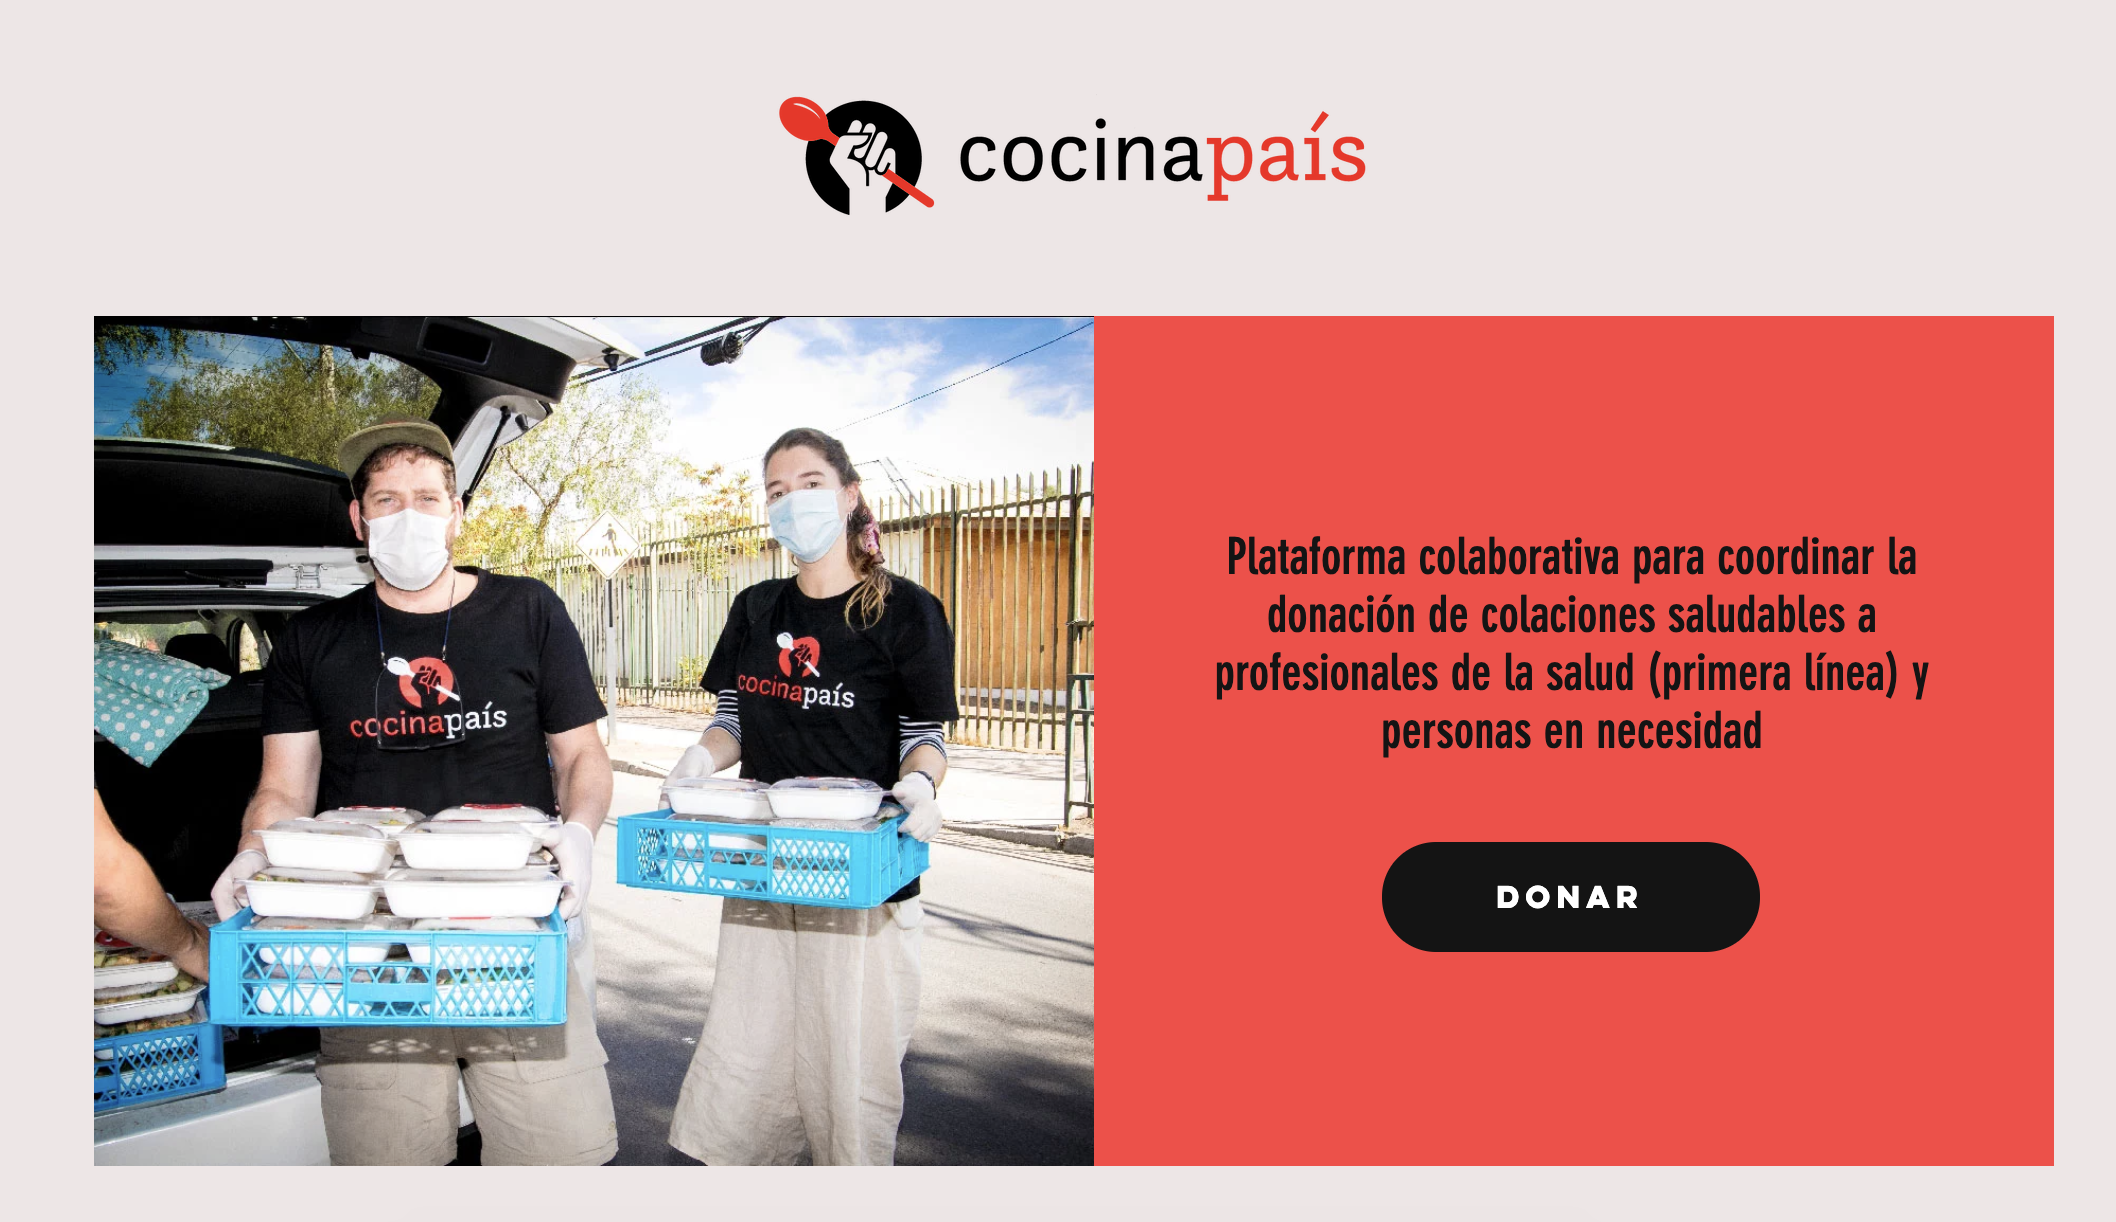 cocinapaís
cocinapaís
cocinapaís
Plataforma colaborativa para coordinar la
donación de colaciones saludables a
profesionales de la salud (primera línea) y
personas en necesidad
DONAR